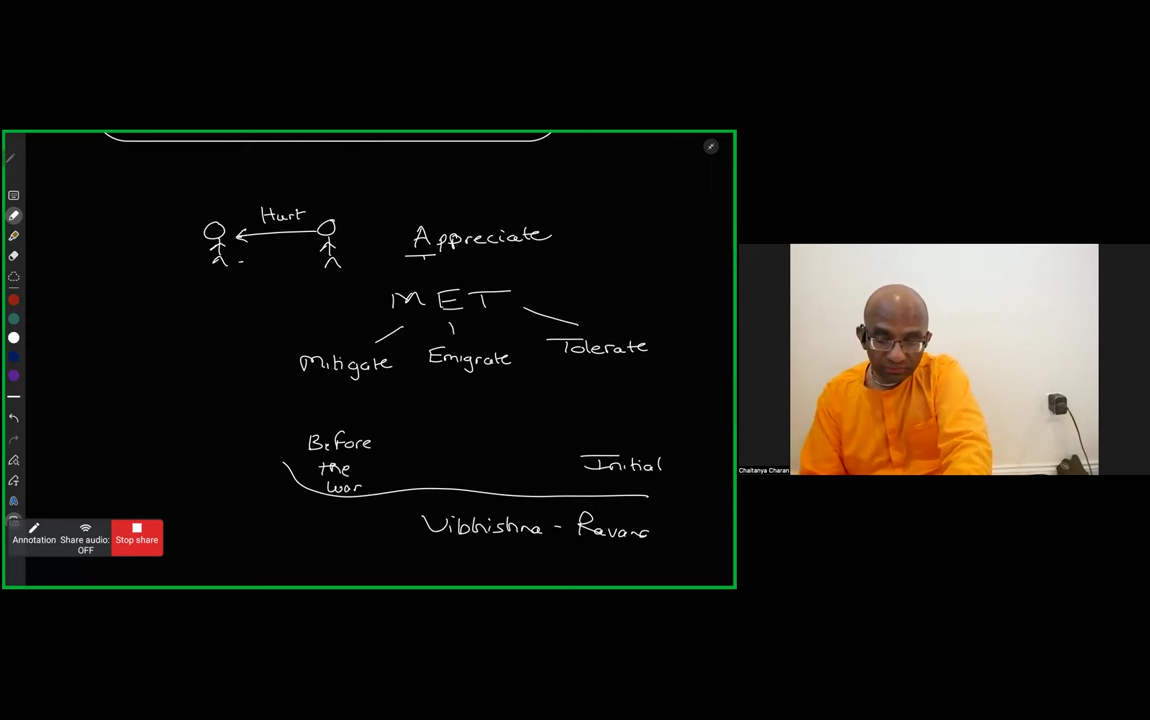 Hurt
Appreciate
MET
Mitigate
Emigrate
Tolerate
Before
the
war
Initial
Vibhishna - Ravana
Annotation
Share audio:
OFF
Stop share
Chaitanya Charan